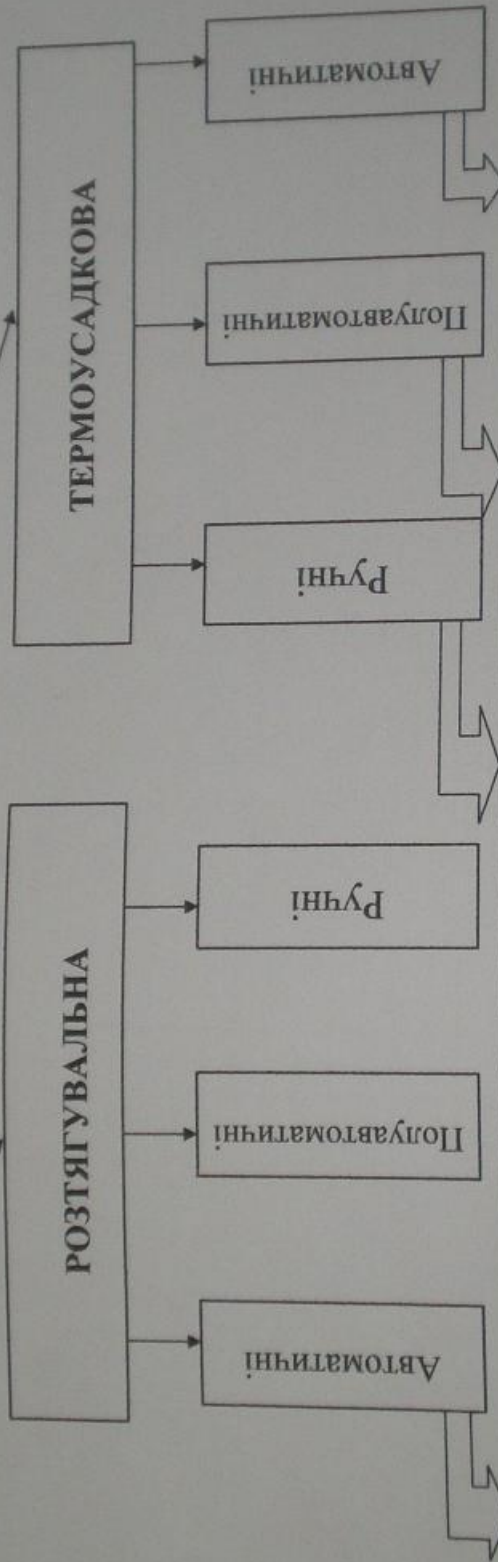 РОЗТЯГУВАЛЬНА
ТЕРМОУСАДКОВА
Автоматичні
Полуавтоматичні
Ручні
Ручні
Полуавтоматичні
Автоматичні